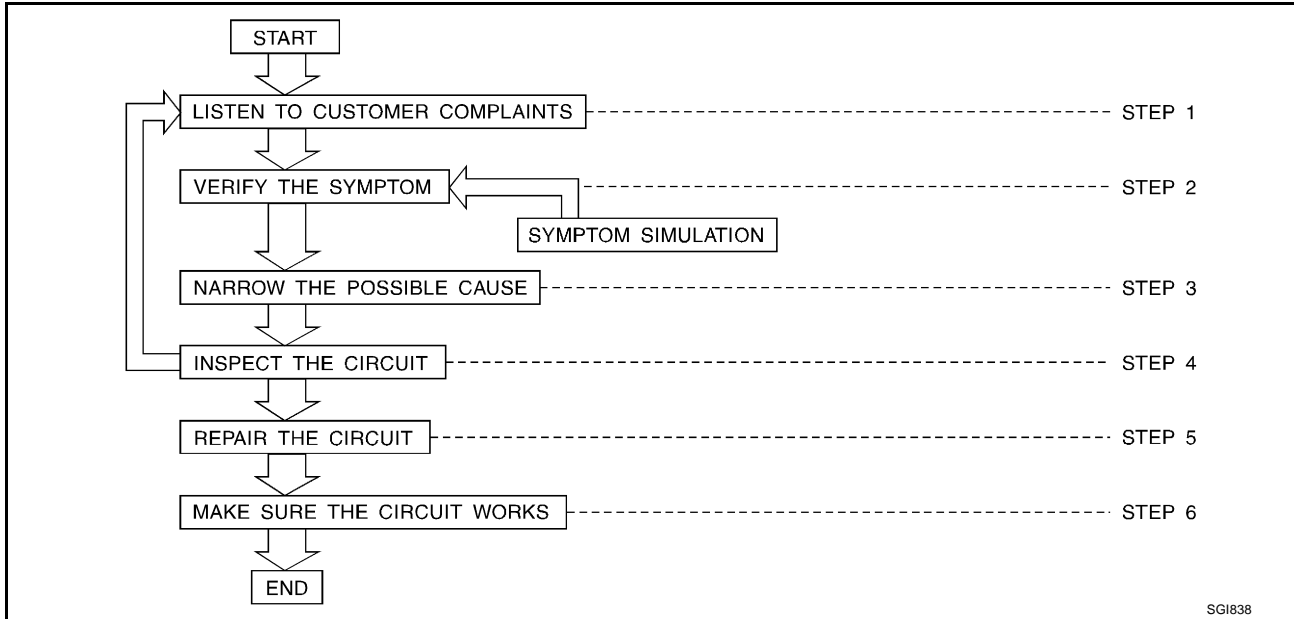 START
LISTEN TO CUSTOMER COMPLAINTS
STEP 1
VERIFY THE SYMPTOM
STEP 2
SYMPTOM SIMULATION
NARROW THE POSSIBLE CAUSE
STEP 3
INSPECT THE CIRCUIT
STEP 4
REPAIR THE CIRCUIT
STEP 5
MAKE SURE THE CIRCUIT WORKS
STEP 6
END
SGI838